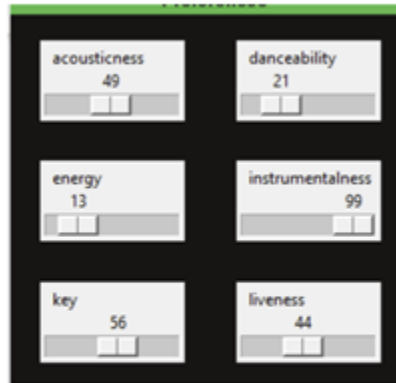 acousticness
49
danceability
21
energy
13
instrumentalness
99
key
56
liveness
44